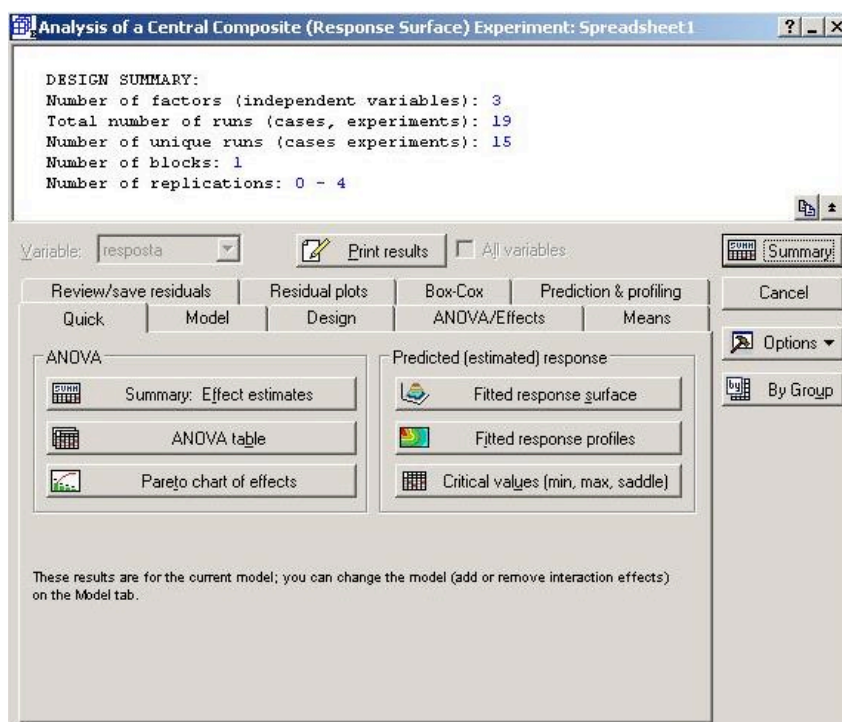 Analysis of a Central Composite (Response Surface) Experiment: Spreadsheet1
DESIGN SUMMARY:
Number of factors (independent variables): 3
Total number of runs (cases, experiments): 19
Number of unique runs (cases experiments): 15
Number of blocks: 1
Number of replications: 0 - 4
Variable: resposta Print results All variables Summary
Review/save residuals Residual plots Box-Cox Prediction & profiling Cancel
Quick Model Design ANOVA/Effects Means
Options
ANOVA Predicted (estimated) response
Summary: Effect estimates Fitted response surface By Group
ANOVA table Fitted response profiles
Pareto chart of effects Critical values (min, max, saddle)
These results are for the current model; you can change the model (add or remove interaction effects)
on the Model tab.